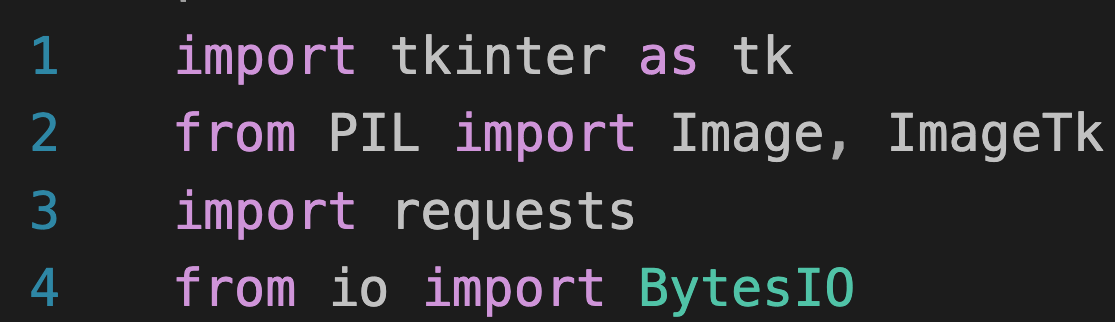 1 import tkinter as tk
2 from PIL import Image, ImageTk
3 import requests
4 from io import BytesIO